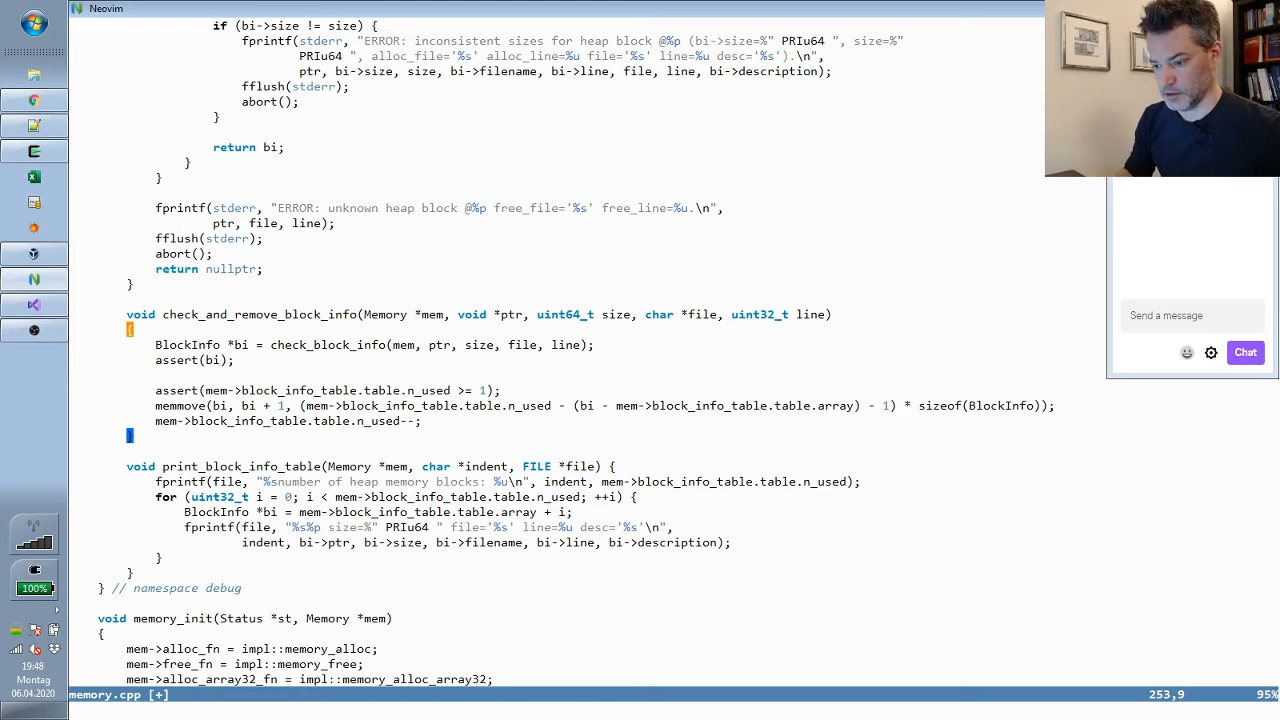 Neovim
if (bi->size != size) {
fprintf(stderr, "ERROR: inconsistent sizes for heap block @%p (bi->size=%" PRIu64 ", size=%"
PRIu64 ", alloc_file='%s' alloc_line=%u file='%s' line=%u desc='%s').\n",
ptr, bi->size, size, bi->filename, bi->line, file, line, bi->description);
fflush(stderr);
abort();
}
return bi;
}
}
fprintf(stderr, "ERROR: unknown heap block @%p free_file='%s' free_line=%u.\n",
ptr, file, line);
fflush(stderr);
abort();
return nullptr;
}
void check_and_remove_block_info(Memory *mem, void *ptr, uint64_t size, char *file, uint32_t line)
{
BlockInfo *bi = check_block_info(mem, ptr, size, file, line);
assert(bi);
assert(mem->block_info_table.table.n_used >= 1);
memmove(bi, bi + 1, (mem->block_info_table.table.n_used - (bi - mem->block_info_table.table.array) - 1) * sizeof(BlockInfo));
mem->block_info_table.table.n_used--;
}
void print_block_info_table(Memory *mem, char *indent, FILE *file) {
fprintf(file, "%snumber of heap memory blocks: %u\n", indent, mem->block_info_table.table.n_used);
for (uint32_t i = 0; i < mem->block_info_table.table.n_used; ++i) {
BlockInfo *bi = mem->block_info_table.table.array + i;
fprintf(file, "%s%p size=%" PRIu64 " file='%s' line=%u desc='%s'\n",
indent, bi->ptr, bi->size, bi->filename, bi->line, bi->description);
}
}
} // namespace debug
void memory_init(Status *st, Memory *mem)
{
mem->alloc_fn = impl::memory_alloc;
mem->free_fn = impl::memory_free;
mem->alloc_array32_fn = impl::memory_alloc_array32;
memory.cpp [+] 253,9 95%
Send a message
Chat
100%
19:48
Montag
06.04.2020